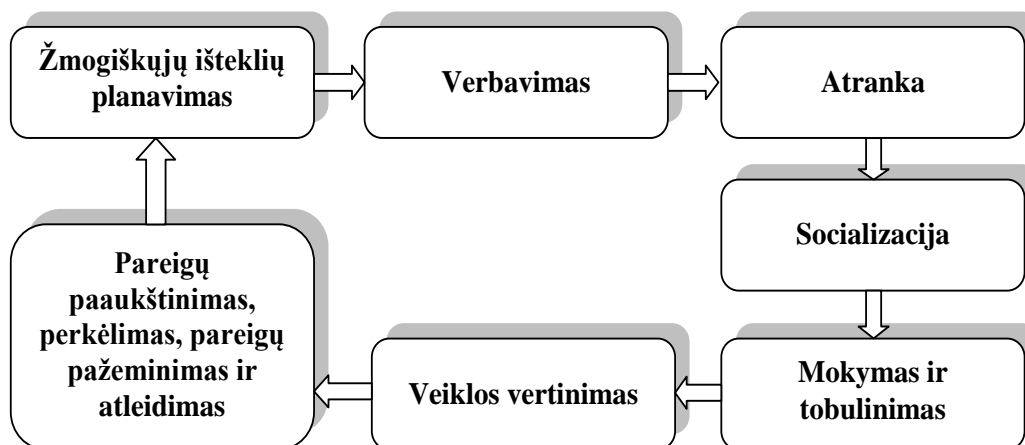 Žmogiškųjų išteklių
planavimas
Verbavimas
Atranka
Socializacija
Mokymas ir
tobulinimas
Veiklos vertinimas
Pareigų
paaukštinimas,
perkėlimas, pareigų
pažeminimas ir
atleidimas